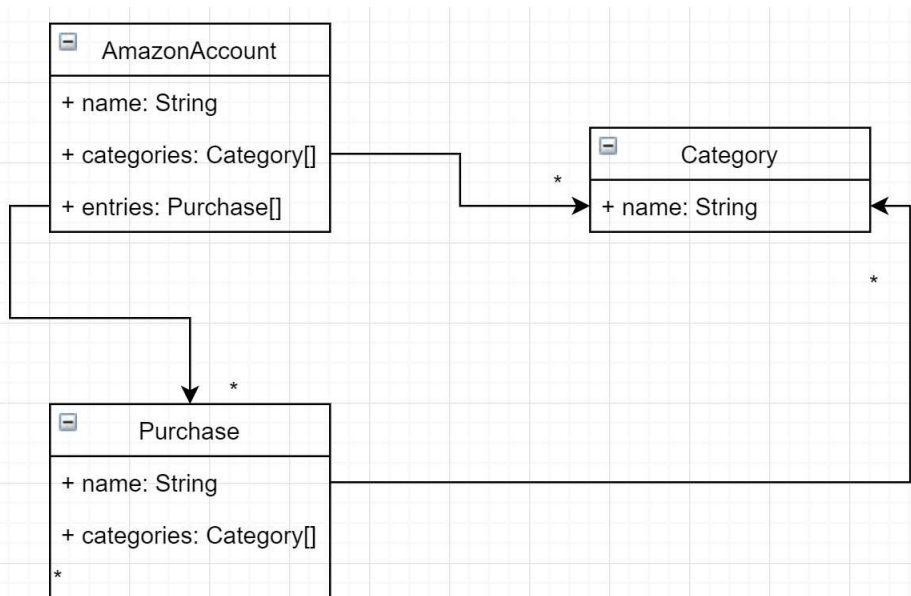 AmazonAccount
+ name: String
+ categories: Category[]
+ entries: Purchase[]
*
Category
+ name: String
*
*
Purchase
+ name: String
+ categories: Category[]
*